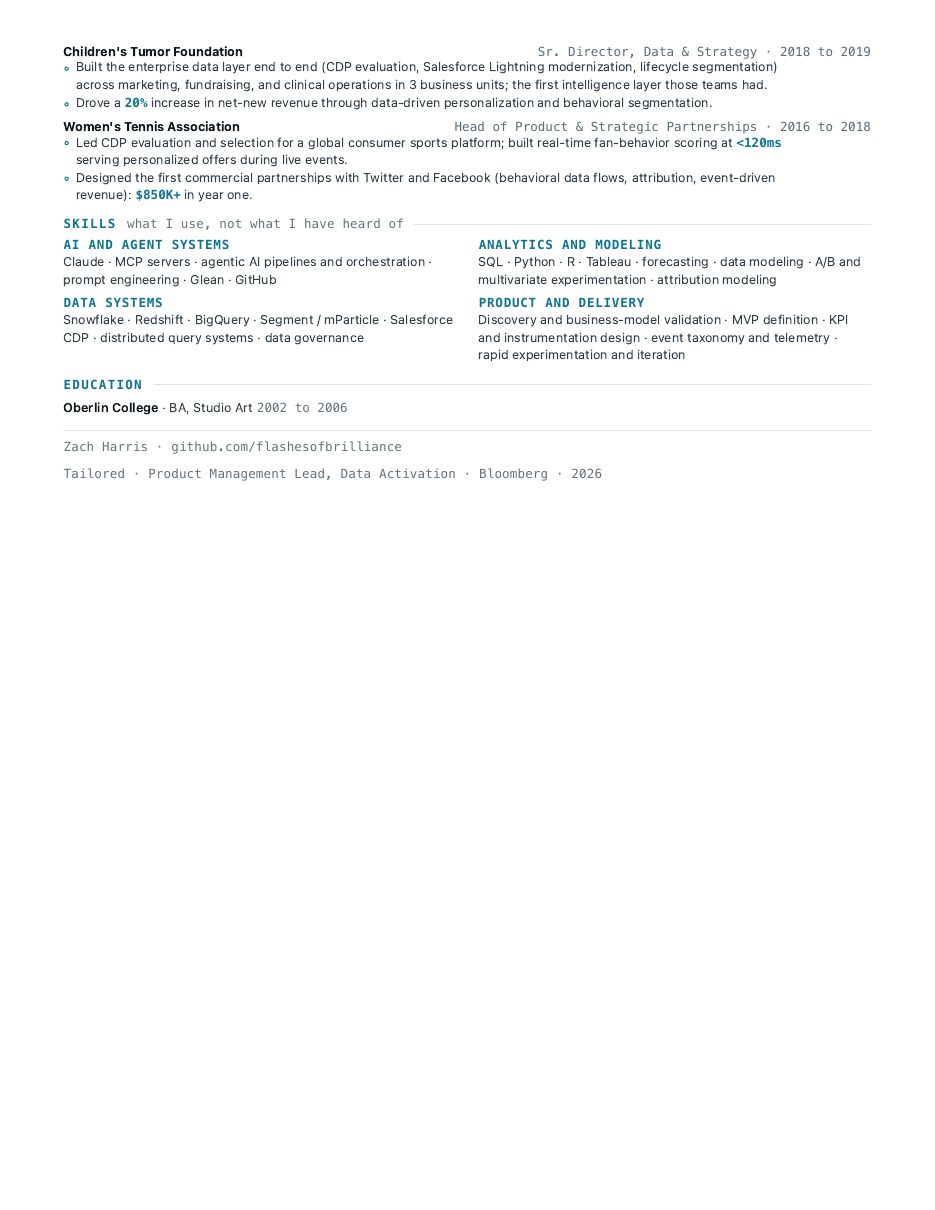 Children's Tumor Foundation Sr. Director, Data & Strategy · 2018 to 2019
Built the enterprise data layer end to end (CDP evaluation, Salesforce Lightning modernization, lifecycle segmentation)
across marketing, fundraising, and clinical operations in 3 business units; the first intelligence layer those teams had.
Drove a 20% increase in net-new revenue through data-driven personalization and behavioral segmentation.
Women's Tennis Association Head of Product & Strategic Partnerships · 2016 to 2018
Led CDP evaluation and selection for a global consumer sports platform; built real-time fan-behavior scoring at <120ms
serving personalized offers during live events.
Designed the first commercial partnerships with Twitter and Facebook (behavioral data flows, attribution, event-driven
revenue): $850K+ in year one.
SKILLS what I use, not what I have heard of
AI AND AGENT SYSTEMS
Claude · MCP servers · agentic AI pipelines and orchestration ·
prompt engineering · Glean · GitHub
ANALYTICS AND MODELING
SQL · Python · R · Tableau · forecasting · data modeling · A/B and
multivariate experimentation · attribution modeling
DATA SYSTEMS
Snowflake · Redshift · BigQuery · Segment / mParticle · Salesforce
CDP · distributed query systems · data governance
PRODUCT AND DELIVERY
Discovery and business-model validation · MVP definition · KPI
and instrumentation design · event taxonomy and telemetry ·
rapid experimentation and iteration
EDUCATION
Oberlin College · BA, Studio Art 2002 to 2006
Zach Harris · github.com/flashesofbrilliance
Tailored · Product Management Lead, Data Activation · Bloomberg · 2026